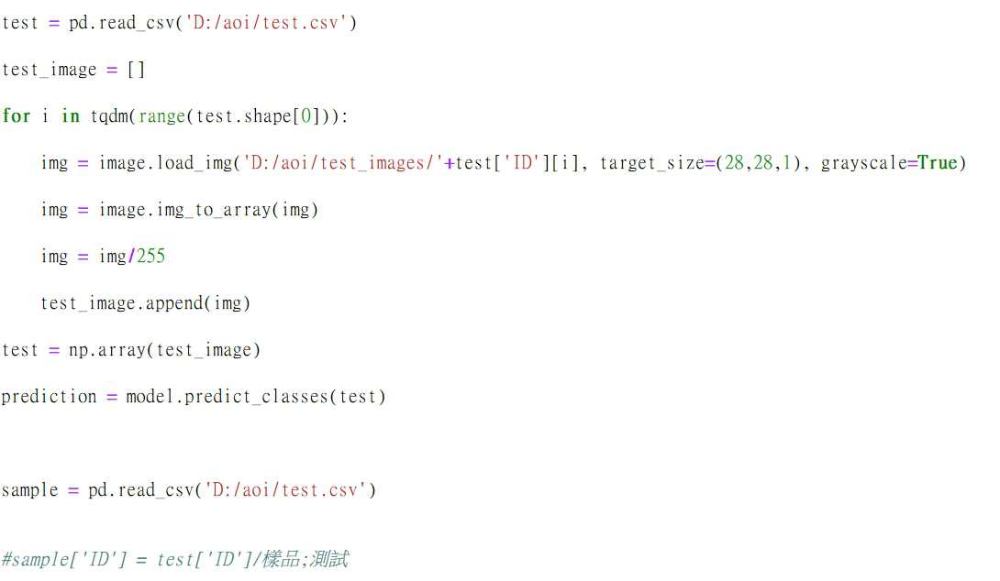 test = pd.read_csv('D:/aoi/test.csv')
test_image = []
for i in tqdm(range(test.shape[0])):
    img = image.load_img('D:/aoi/test_images/'+test['ID'][i], target_size=(28,28,1), grayscale=True)
    img = image.img_to_array(img)
    img = img/255
    test_image.append(img)
test = np.array(test_image)
prediction = model.predict_classes(test)
sample = pd.read_csv('D:/aoi/test.csv')
#sample['ID'] = test['ID']/樣品;測試